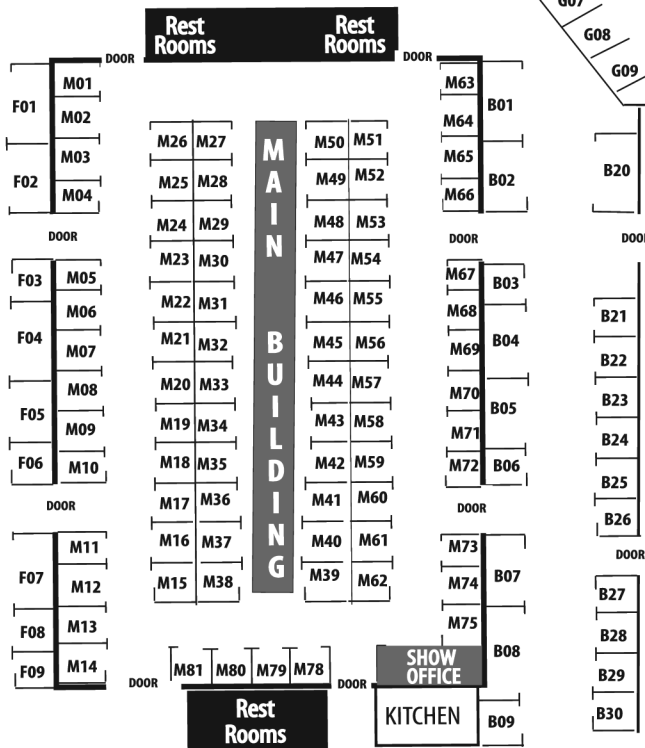 Rest Rooms
Rest Rooms
G07
G08
G09
DOOR
DOOR
F01
M01
M02
F02
M03
M04
M63
B01
M64
M65
B02
M66
B20
M26 M27
M25 M28
M24 M29
M23 M30
M22 M31
M21 M32
M20 M33
M19 M34
M18 M35
M17 M36
M16 M37
M15 M38
MAIN BUILDING
M50 M51
M49 M52
M48 M53
M47 M54
M46 M55
M45 M56
M44 M57
M43 M58
M42 M59
M41 M60
M40 M61
M39 M62
DOOR
DOOR
DOO
F03
M05
M06
F04
M07
M08
F05
M09
F06
M10
M67
B03
M68
B04
M69
M70
B05
M71
M72
B06
B21
B22
B23
B24
B25
B26
DOOR
DOOR
DOOR
F07
M11
M12
F08
M13
F09
M14
M73
B07
M74
M75
B08
B27
B28
B29
B30
M81 M80 M79 M78
DOOR
DOOR
SHOW
OFFICE
Rest
Rooms
KITCHEN
B09